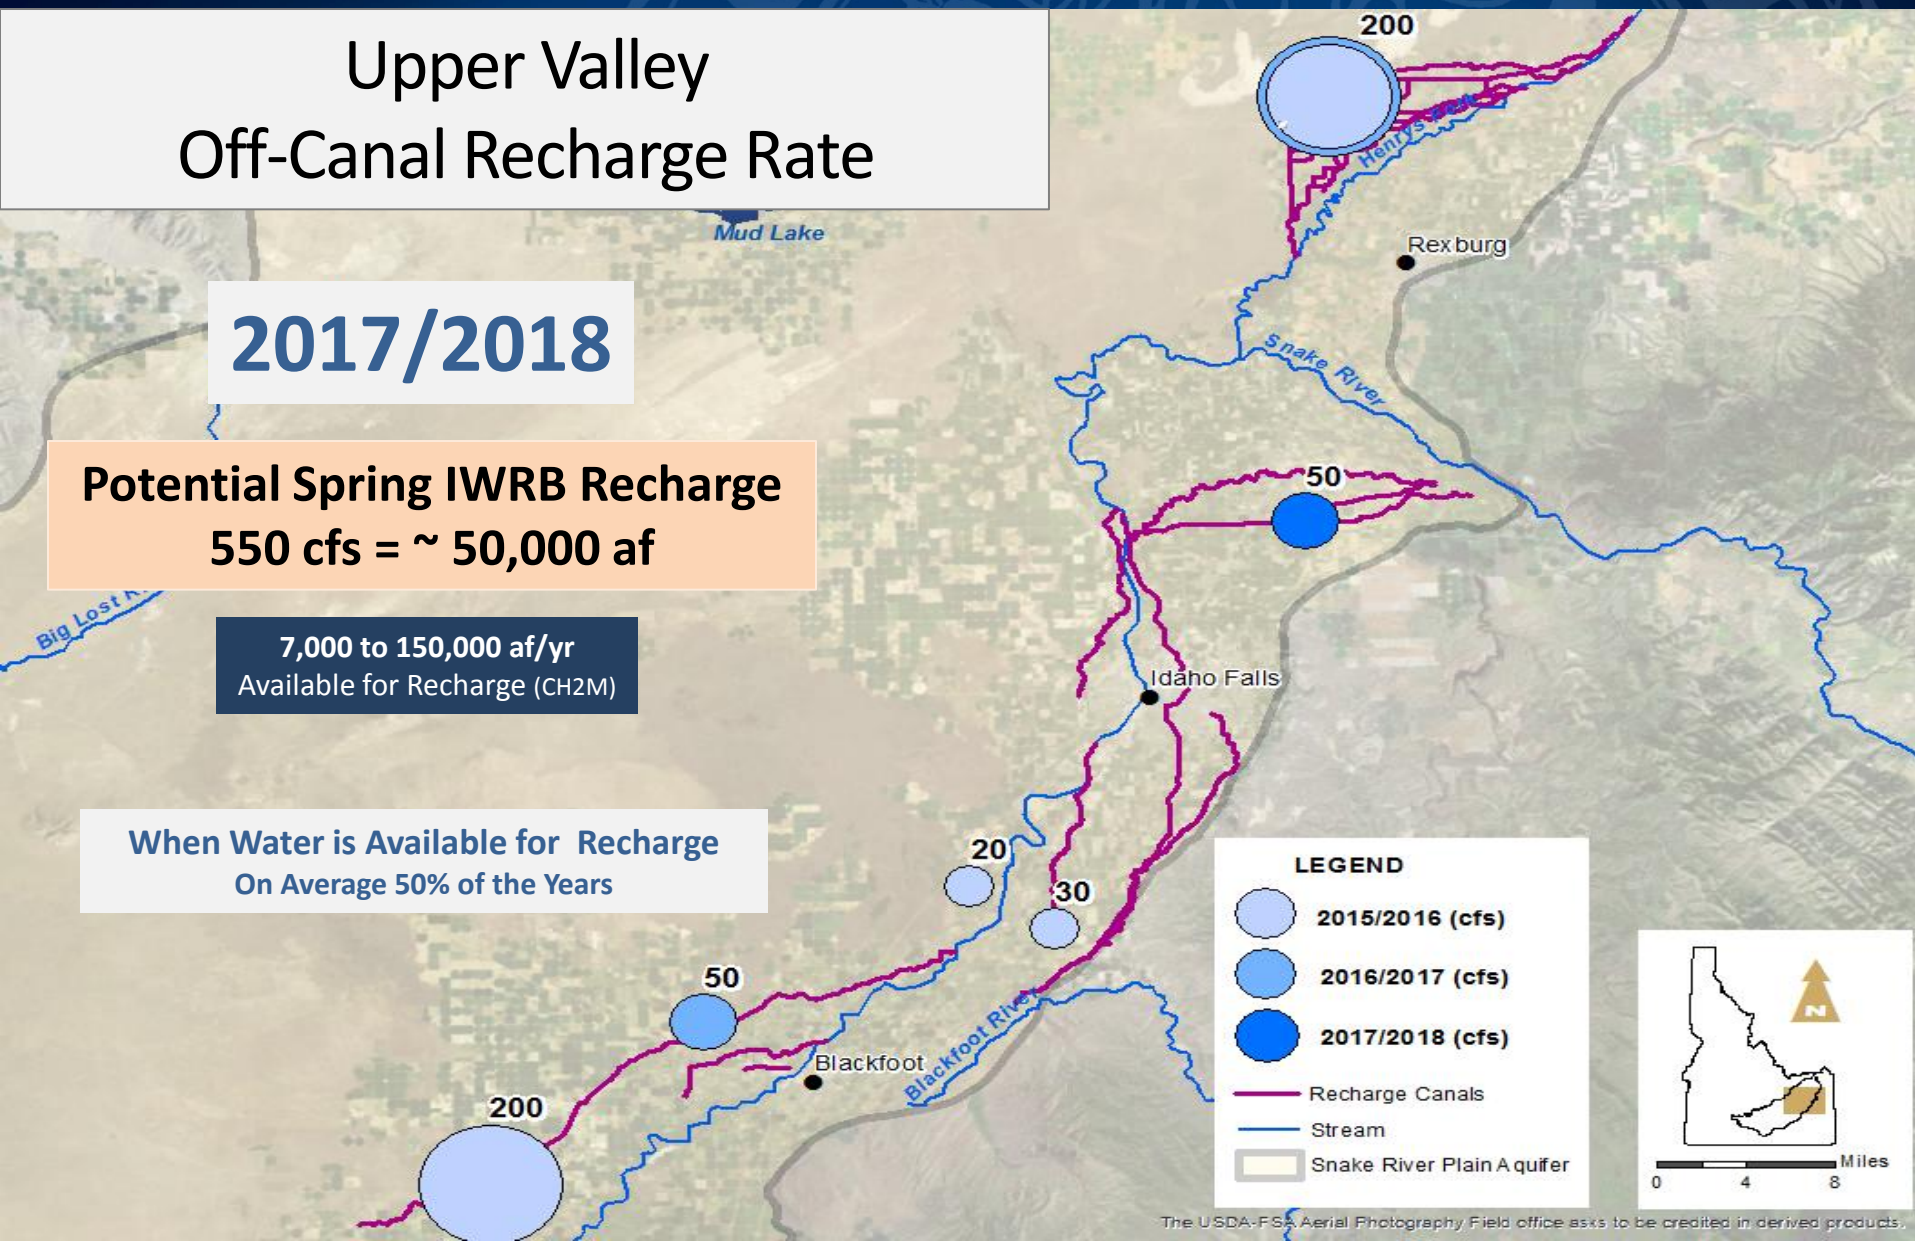 Upper Valley
Off-Canal Recharge Rate
2017/2018
Potential Spring IWRB Recharge
550 cfs = ~ 50,000 af
7,000 to 150,000 af/yr
Available for Recharge (CH2M)
When Water is Available for Recharge
On Average 50% of the Years
200
Henrys Fork
Mud Lake
Rexburg
Snake River
50
Big Lost
Idaho Falls
20
30
50
Blackfoot River
Blackfoot
200
LEGEND
2015/2016 (cfs)
2016/2017 (cfs)
2017/2018 (cfs)
Recharge Canals
Stream
Snake River Plain Aquifer
N
Miles
0 4 8
The USDA-FSA Aerial Photography Field office asks to be credited in derived products.